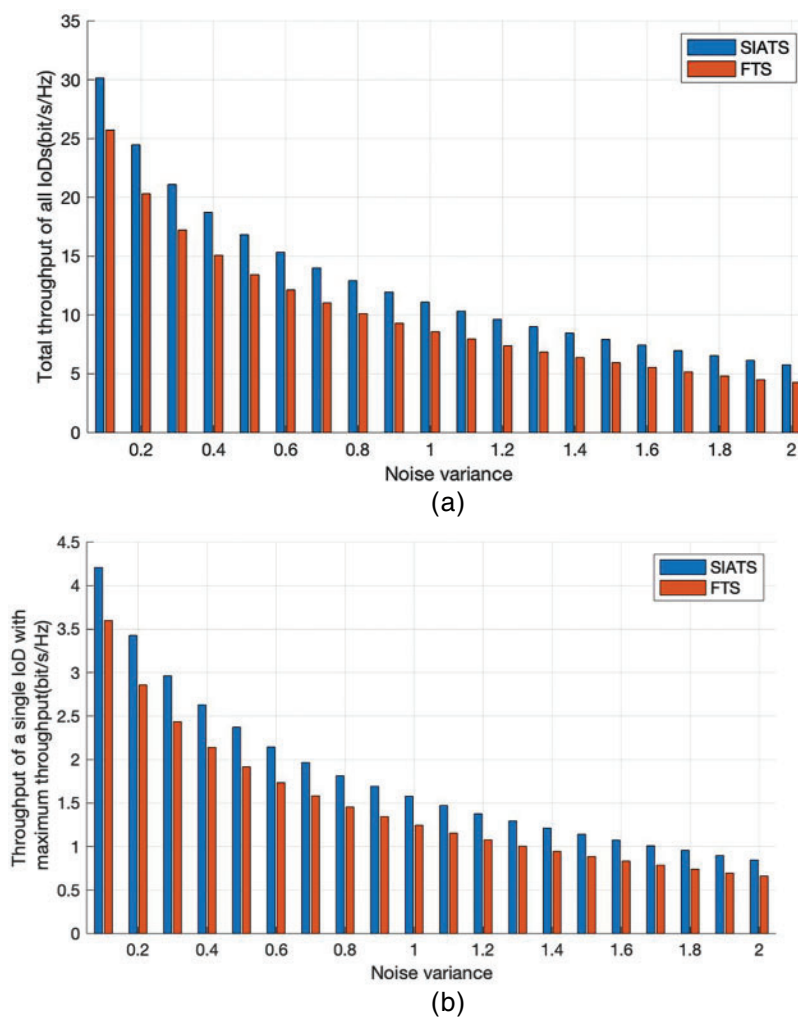 SIATS
FTS
35
30
25
20
15
10
5
0
Total throughput of all IoDs(bit/s/Hz)
0.2 0.4 0.6 0.8 1 1.2 1.4 1.6 1.8 2
Noise variance
(a)
SIATS
FTS
4.5
4
3.5
3
2.5
2
1.5
1
0.5
0
Throughput of a single IoD with
maximum throughput(bit/s/Hz)
0.2 0.4 0.6 0.8 1 1.2 1.4 1.6 1.8 2
Noise variance
(b)